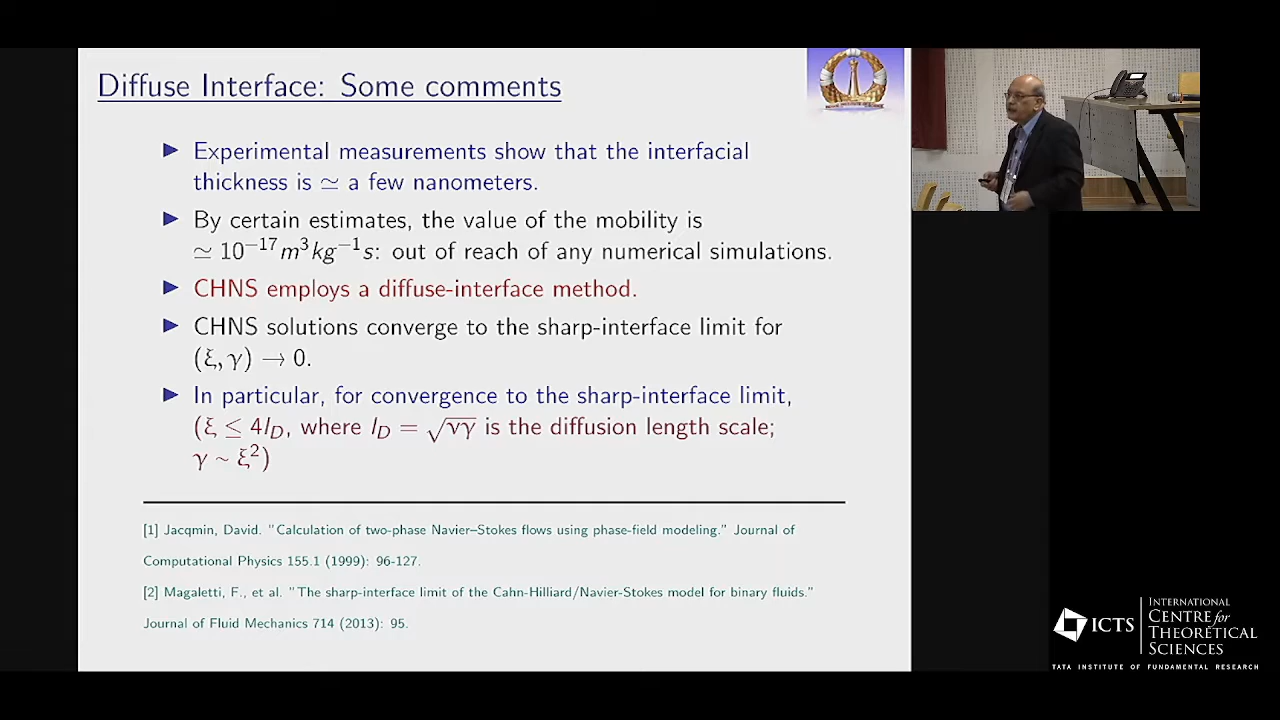 Diffuse Interface: Some comments
▶ Experimental measurements show that the interfacial
thickness is ≃ a few nanometers.
▶ By certain estimates, the value of the mobility is
≃ 10⁻¹⁷m³kg⁻¹s: out of reach of any numerical simulations.
▶ CHNS employs a diffuse-interface method.
▶ CHNS solutions converge to the sharp-interface limit for
(ξ, γ) → 0.
▶ In particular, for convergence to the sharp-interface limit,
(ξ ≤ 4l_D, where l_D = √νγ is the diffusion length scale;
γ ~ ξ²)
[1] Jacqmin, David. "Calculation of two-phase Navier–Stokes flows using phase-field modeling." Journal of
Computational Physics 155.1 (1999): 96-127.
[2] Magaletti, F., et al. "The sharp-interface limit of the Cahn-Hilliard/Navier-Stokes model for binary fluids."
Journal of Fluid Mechanics 714 (2013): 95.
ICTS
INTERNATIONAL
CENTRE for
THEORETICAL
SCIENCES
TATA INSTITUTE OF FUNDAMENTAL RESEARCH